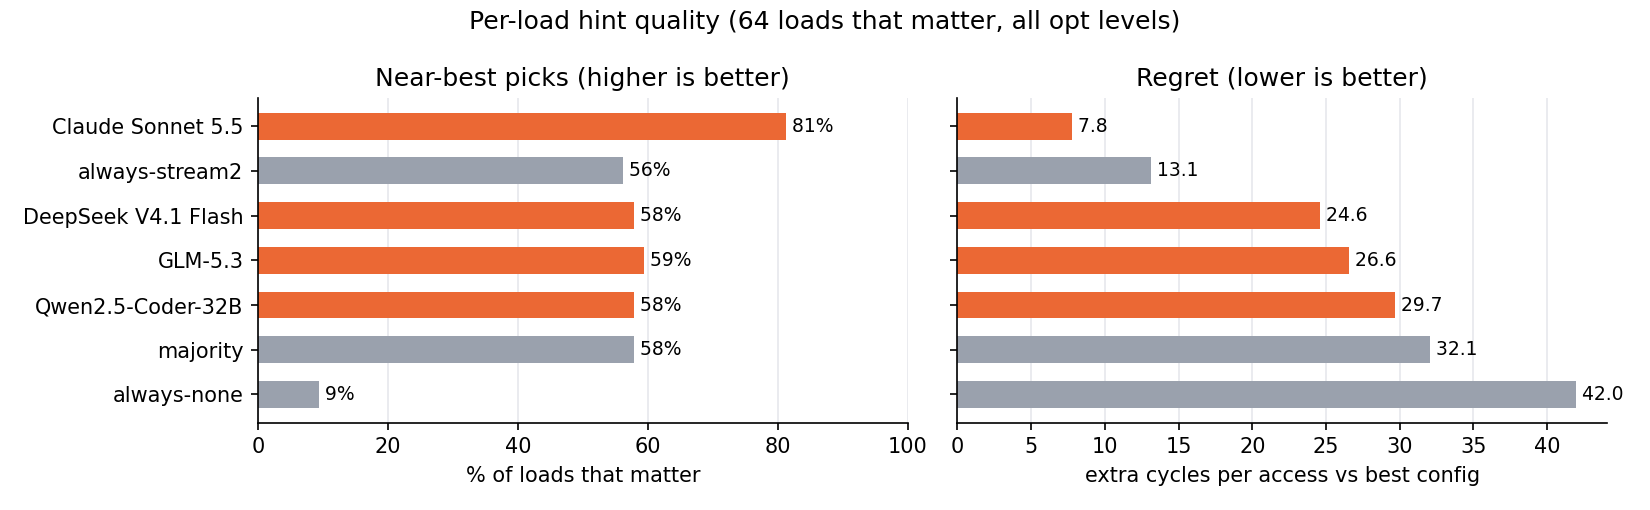 Per-load hint quality (64 loads that matter, all opt levels)
Near-best picks (higher is better)
Claude Sonnet 5.5
81%
always-stream2
56%
DeepSeek V4.1 Flash
58%
GLM-5.3
59%
Qwen2.5-Coder-32B
58%
majority
58%
always-none
9%
0 20 40 60 80 100
% of loads that matter
Regret (lower is better)
7.8
13.1
24.6
26.6
29.7
32.1
42.0
0 5 10 15 20 25 30 35 40
extra cycles per access vs best config